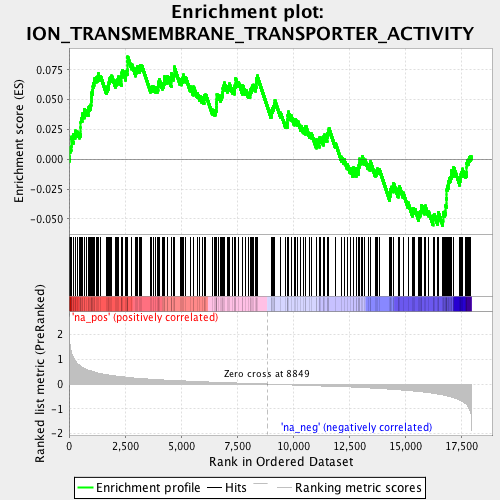 Enrichment plot:
ION_TRANSMEMBRANE_TRANSPORTER_ACTIVITY
Enrichment score (ES)
0.075
0.050
0.025
0.000
-0.025
-0.050
'na_pos' (positively correlated)
Ranked list metric (PreRanked)
2
1
0
-1
-2
Zero cross at 8849
'na_neg' (negatively correlated)
0
2,500
5,000
7,500
10,000
12,500
15,000
17,500
Rank in Ordered Dataset
Enrichment profile
Hits
Ranking metric scores